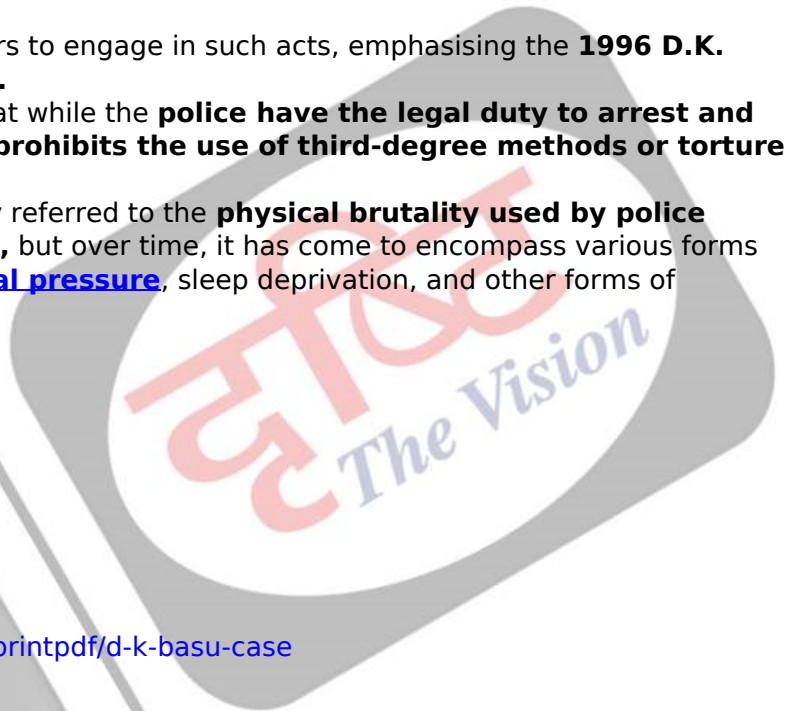 rs to engage in such acts, emphasising the 1996 D.K.
.
at while the police have the legal duty to arrest and
prohibits the use of third-degree methods or torture
y referred to the physical brutality used by police
, but over time, it has come to encompass various forms
al pressure, sleep deprivation, and other forms of
दृष्टि
The Vision
printpdf/d-k-basu-case